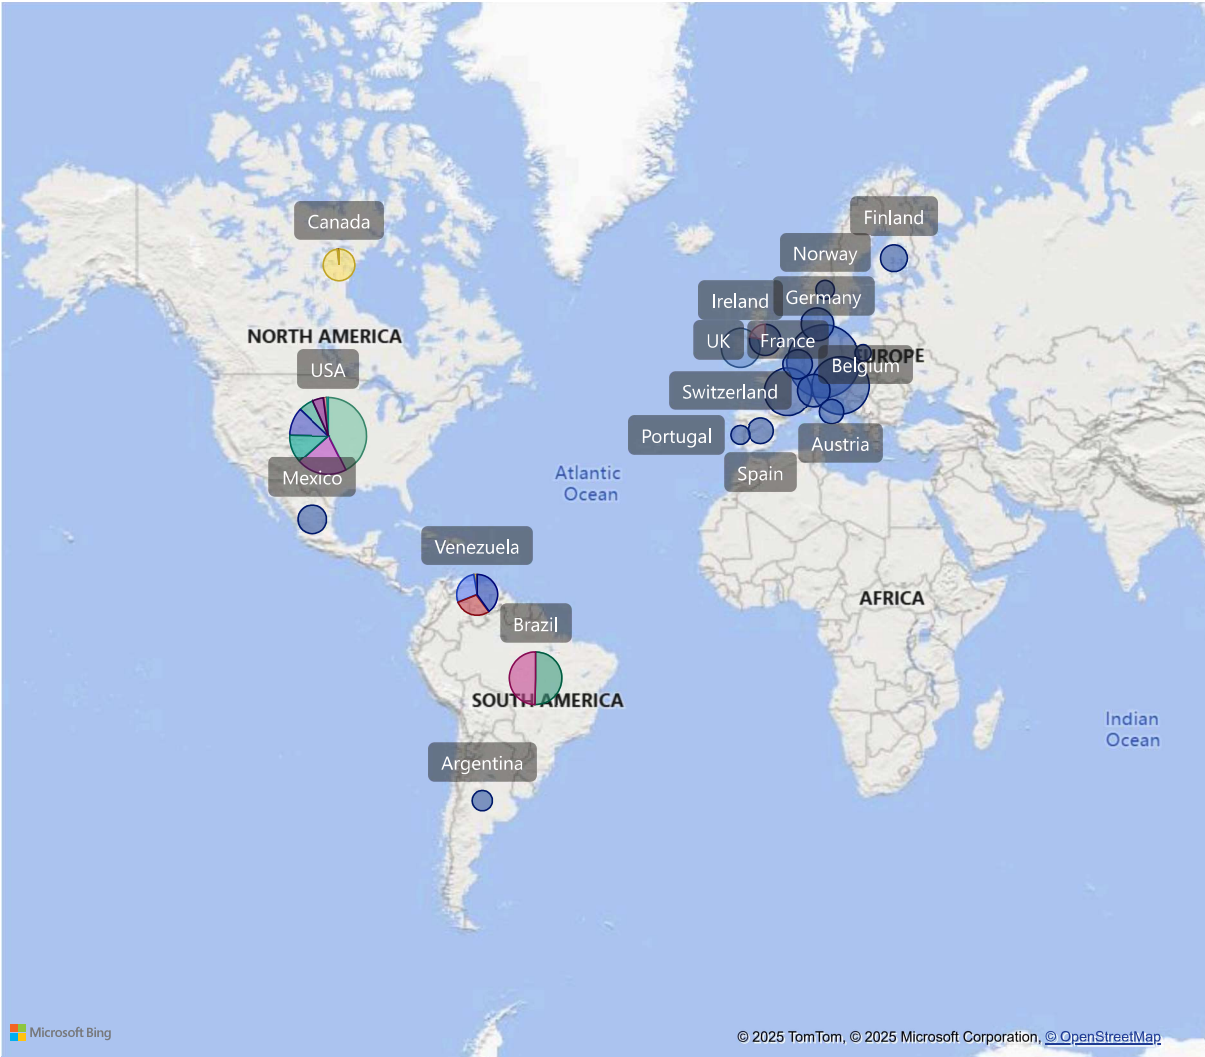 Canada
Finland
Norway
Ireland
Germany
NORTH AMERICA
UK
France
EUROPE
Belgium
USA
Switzerland
Portugal
Austria
Spain
Mexico
Atlantic
Ocean
Venezuela
AFRICA
Brazil
SOUTH AMERICA
Indian
Ocean
Argentina
Microsoft Bing
© 2025 TomTom, © 2025 Microsoft Corporation, © OpenStreetMap